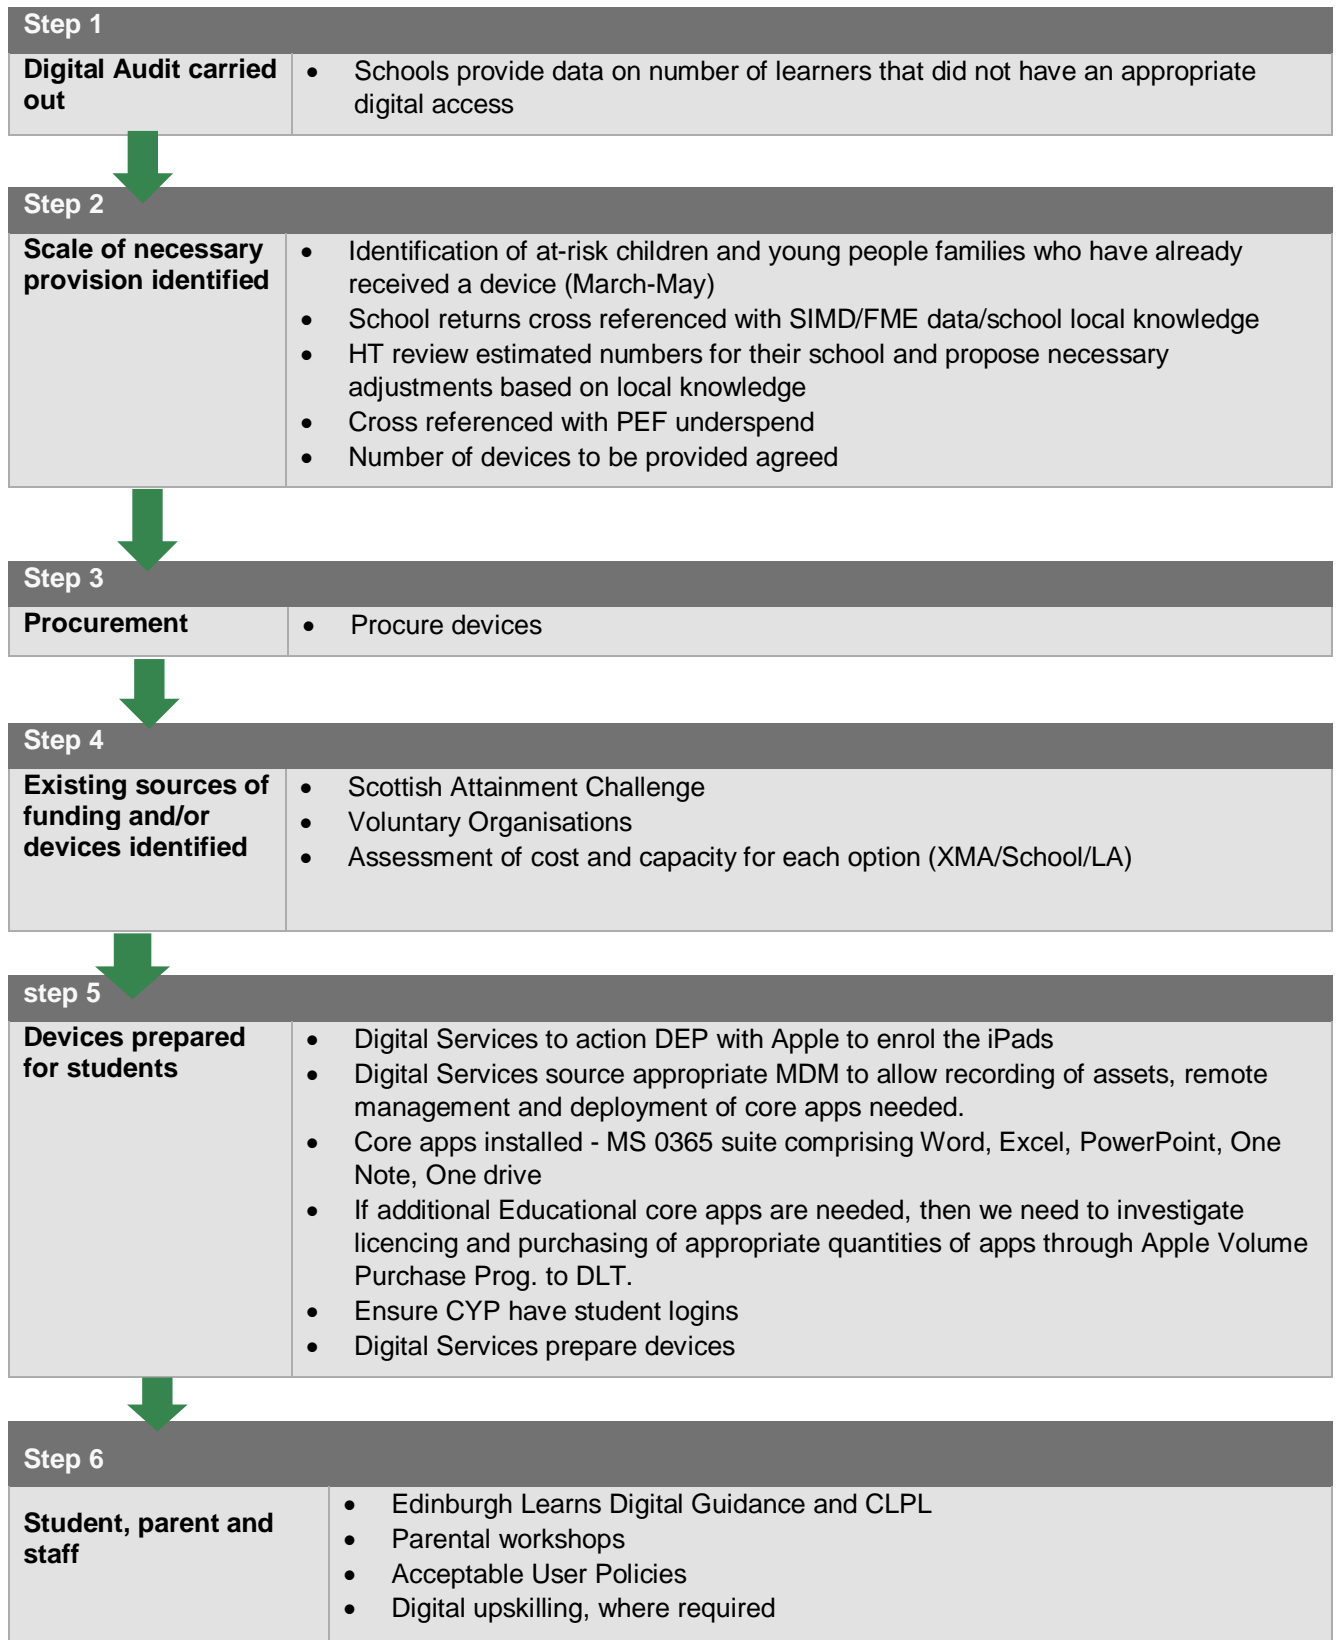 Step 1
Digital Audit carried
out
• Schools provide data on number of learners that did not have an appropriate
digital access
Step 2
Scale of necessary
provision identified
• Identification of at-risk children and young people families who have already
received a device (March-May)
• School returns cross referenced with SIMD/FME data/school local knowledge
• HT review estimated numbers for their school and propose necessary
adjustments based on local knowledge
• Cross referenced with PEF underspend
• Number of devices to be provided agreed
Step 3
Procurement
• Procure devices
Step 4
Existing sources of
funding and/or
devices identified
• Scottish Attainment Challenge
• Voluntary Organisations
• Assessment of cost and capacity for each option (XMA/School/LA)
step 5
Devices prepared
for students
• Digital Services to action DEP with Apple to enrol the iPads
• Digital Services source appropriate MDM to allow recording of assets, remote
management and deployment of core apps needed.
• Core apps installed - MS 0365 suite comprising Word, Excel, PowerPoint, One
Note, One drive
• If additional Educational core apps are needed, then we need to investigate
licencing and purchasing of appropriate quantities of apps through Apple Volume
Purchase Prog. to DLT.
• Ensure CYP have student logins
• Digital Services prepare devices
Step 6
Student, parent and
staff
• Edinburgh Learns Digital Guidance and CLPL
• Parental workshops
• Acceptable User Policies
• Digital upskilling, where required